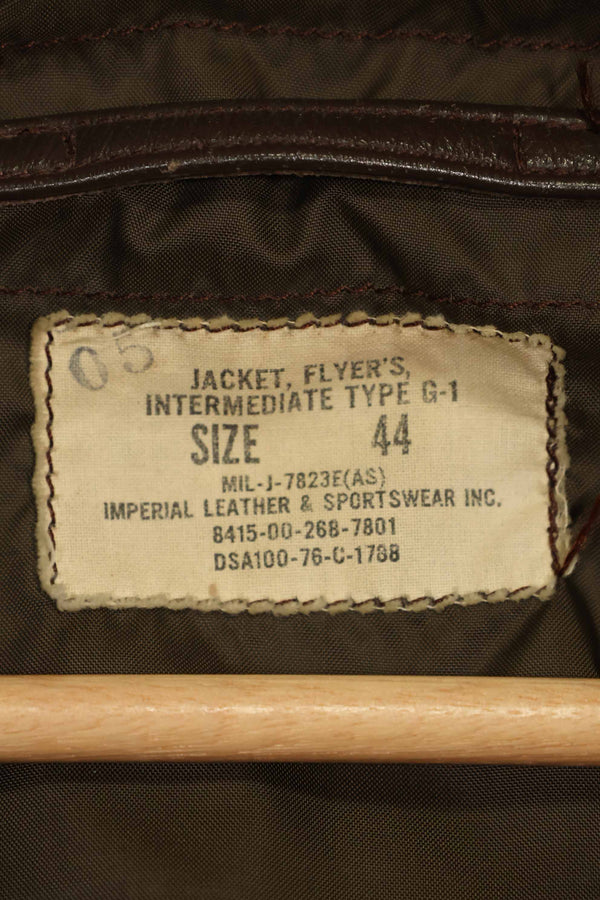 05
JACKET, FLYER'S,
INTERMEDIATE TYPE G-1
SIZE 44
MIL-J-7823E(AS)
IMPERIAL LEATHER & SPORTSWEAR INC.
8415-00-268-7801
DSA100-76-C-1788